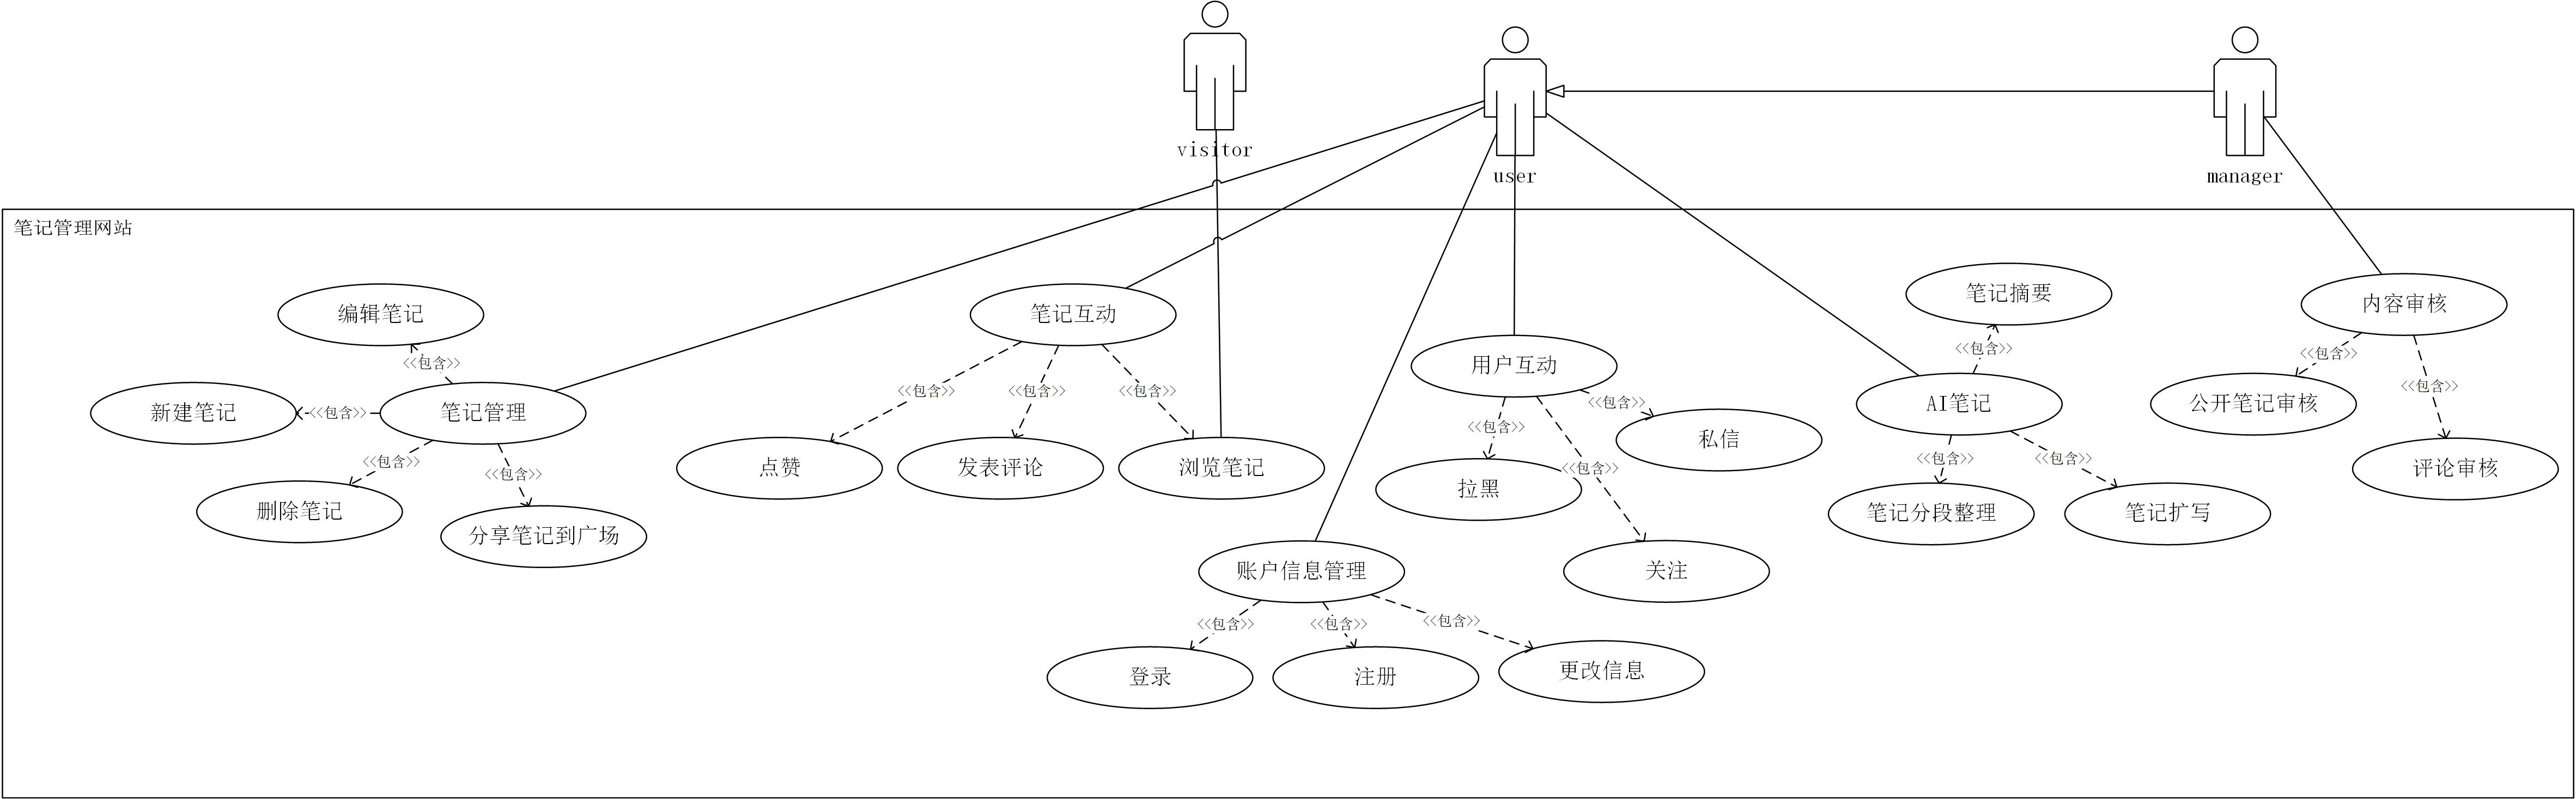 visitor
user
manager
笔记管理网站
编辑笔记
<<包含>>
新建笔记
<<包含>>
笔记管理
<<包含>>
删除笔记
<<包含>>
分享笔记到广场
笔记互动
<<包含>>
<<包含>>
<<包含>>
点赞
发表评论
浏览笔记
用户互动
<<包含>>
<<包含>>
<<包含>>
私信
拉黑
关注
账户信息管理
<<包含>>
<<包含>>
<<包含>>
登录
注册
更改信息
笔记摘要
<<包含>>
AI笔记
<<包含>>
<<包含>>
笔记分段整理
笔记扩写
内容审核
<<包含>>
<<包含>>
公开笔记审核
评论审核